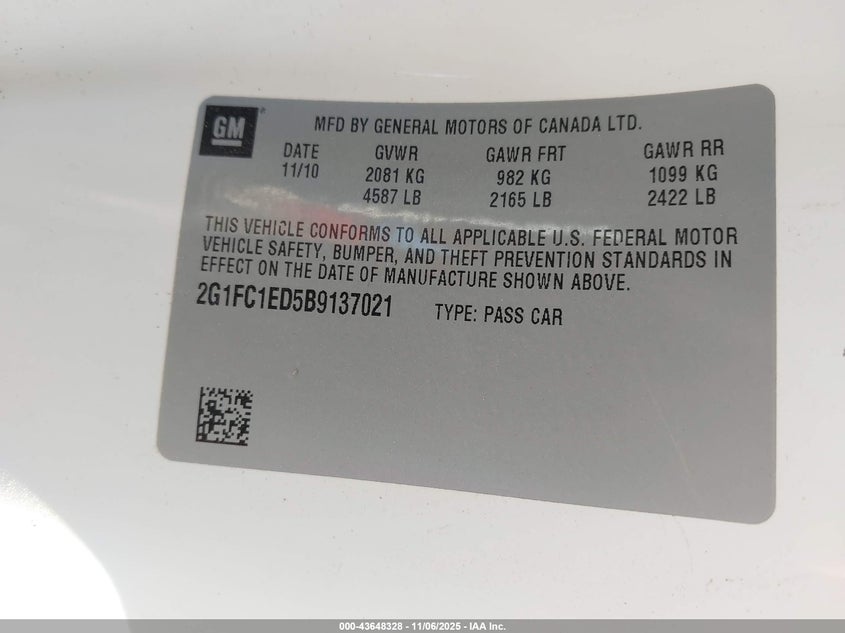 GM ®
MFD BY GENERAL MOTORS OF CANADA LTD.
DATE GVWR GAWR FRT GAWR RR
11/10 2081 KG 982 KG 1099 KG
4587 LB 2165 LB 2422 LB
THIS VEHICLE CONFORMS TO ALL APPLICABLE U.S. FEDERAL MOTOR
VEHICLE SAFETY, BUMPER, AND THEFT PREVENTION STANDARDS IN
EFFECT ON THE DATE OF MANUFACTURE SHOWN ABOVE.
2G1FC1ED5B9137021 TYPE: PASS CAR
000-43648328 - 11/06/2025 - IAA Inc.